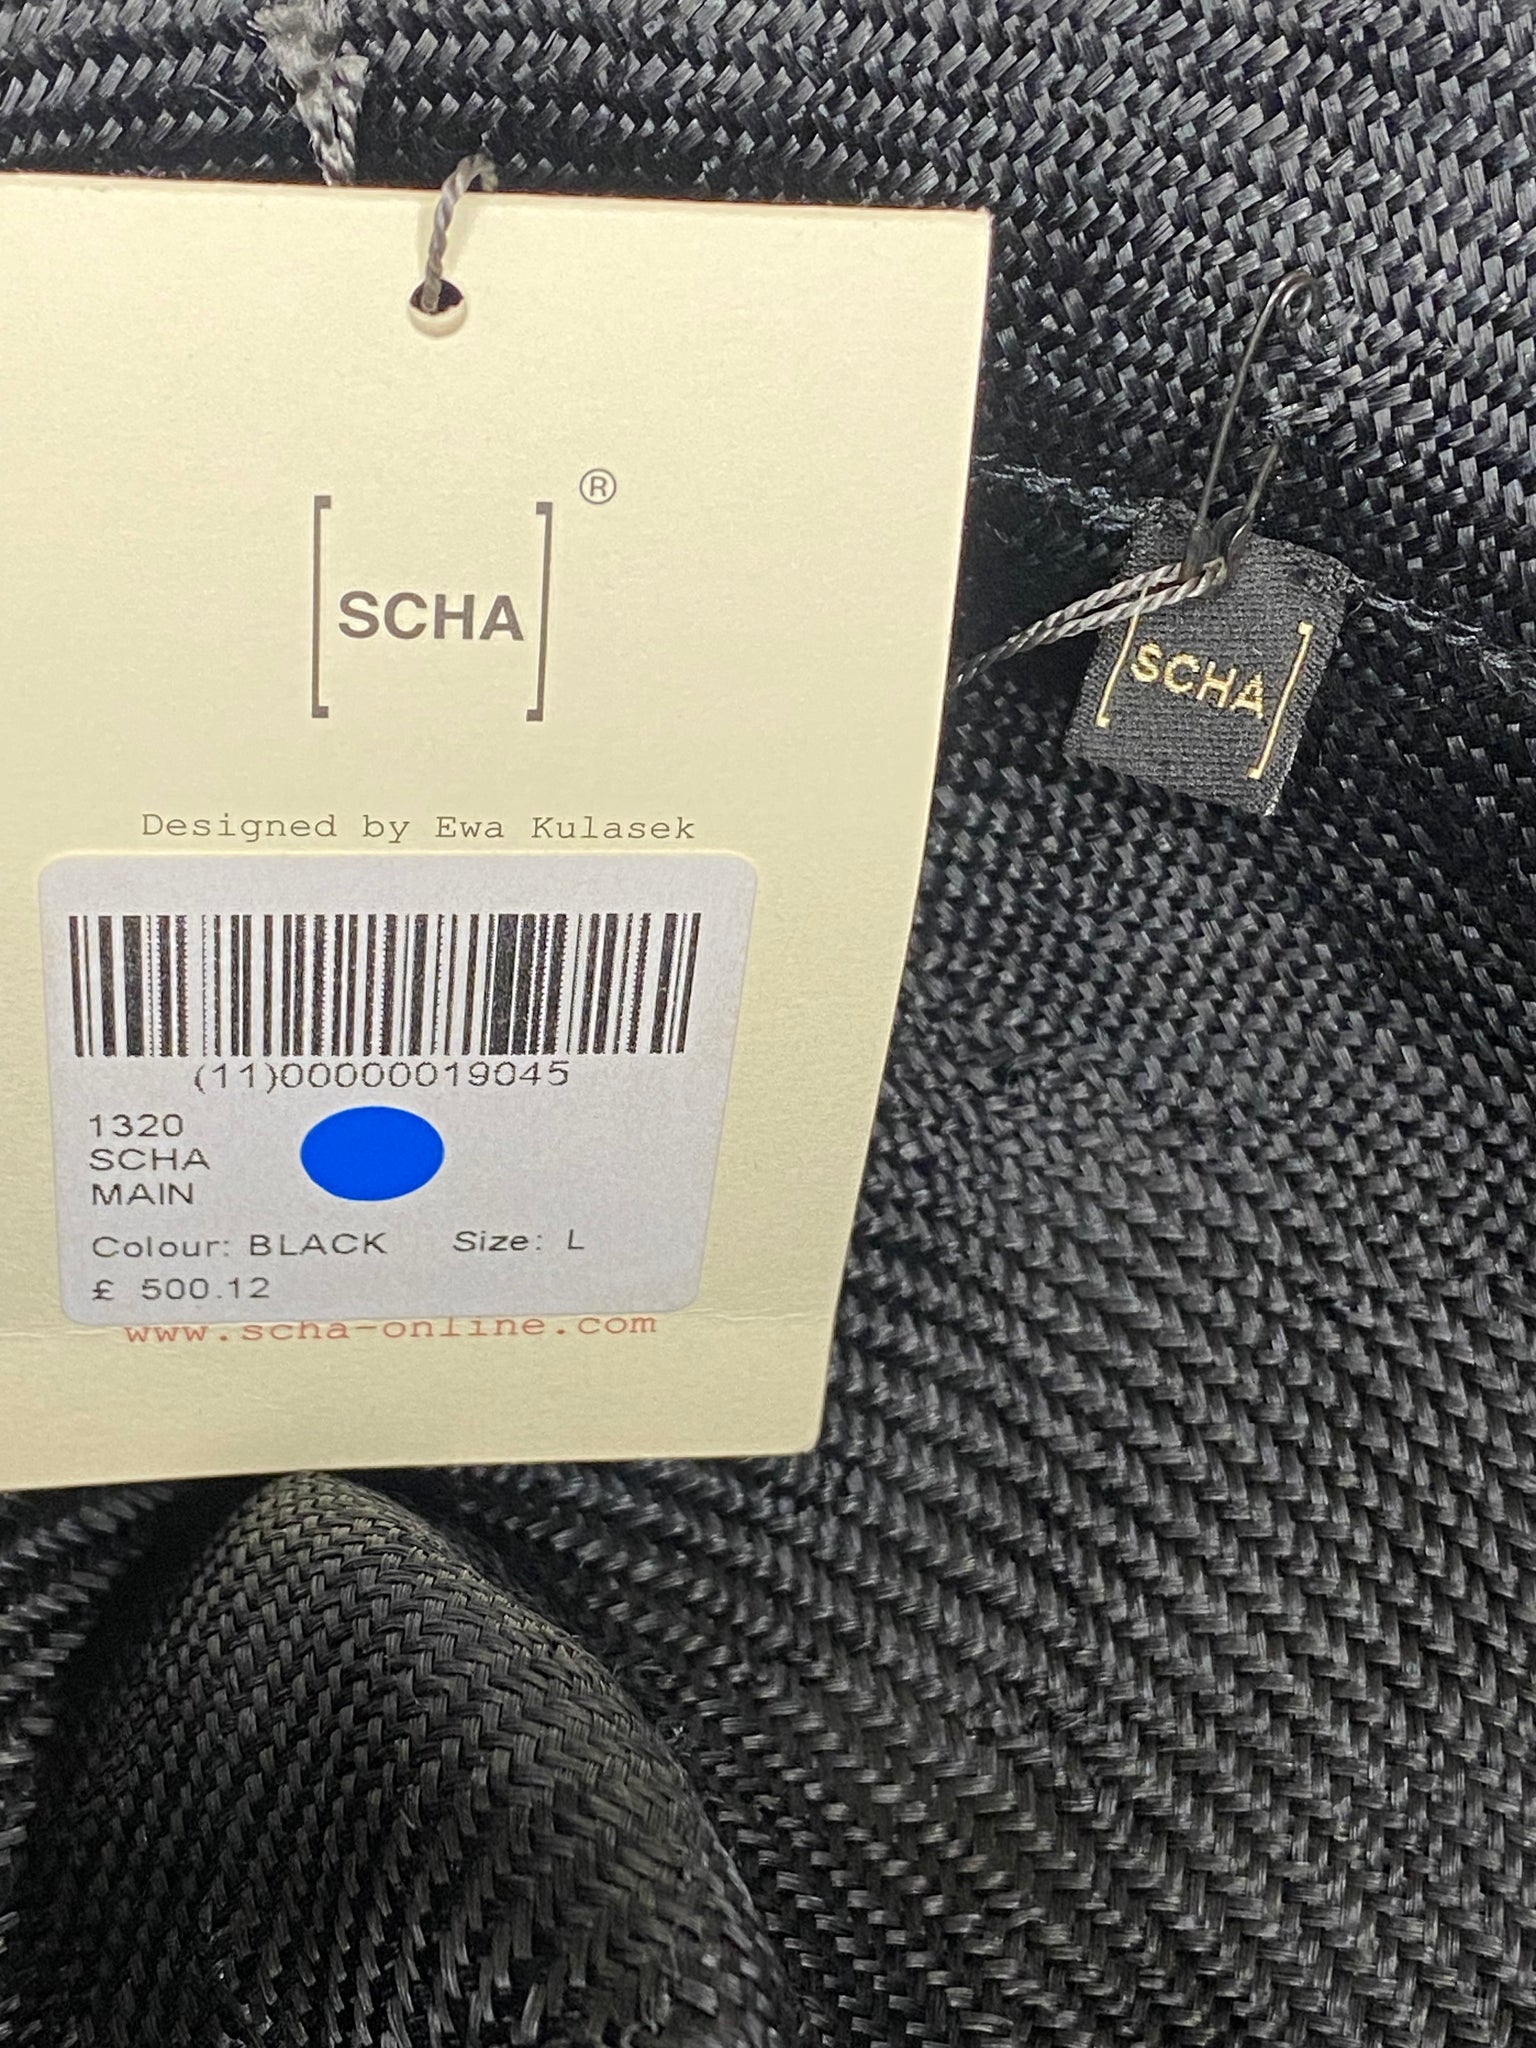 [SCHA]®
Designed by Ewa Kulasek
(11)00000019045
1320
SCHA
MAIN
Colour: BLACK Size: L
£ 500.12
www.scha-online.com
[SCHA]